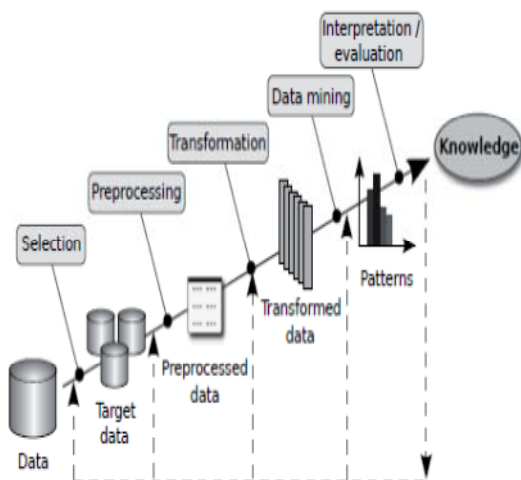 Interpretation /
evaluation
Data mining
Transformation
Knowledge
Preprocessing
Selection
Patterns
Transformed
data
Preprocessed
data
Target
data
Data